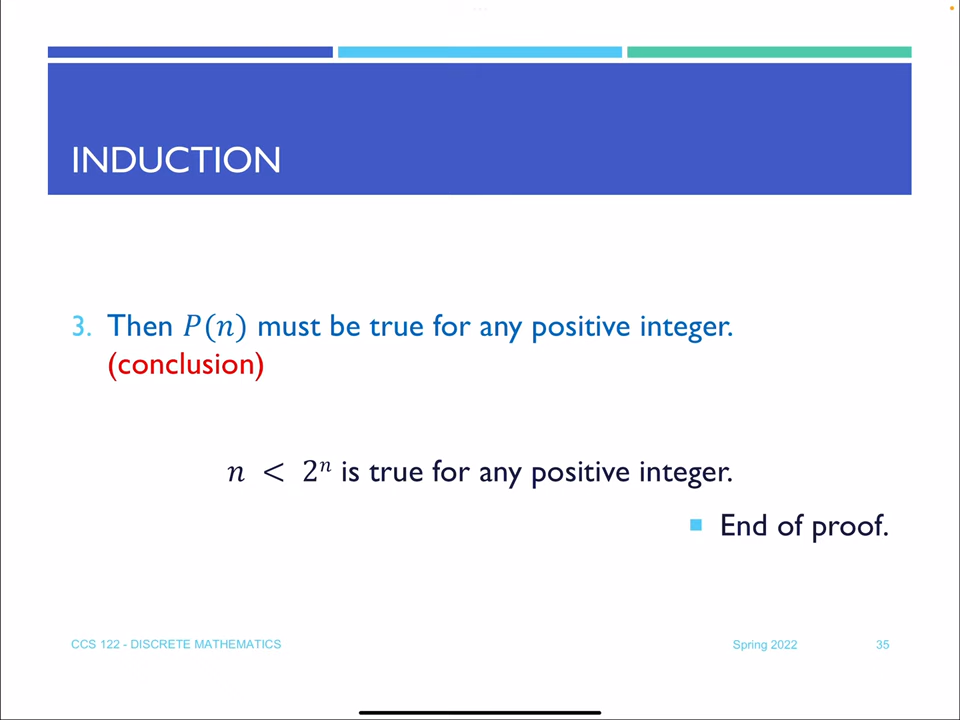 INDUCTION
3. Then P(n) must be true for any positive integer.
(conclusion)
n < 2ⁿ is true for any positive integer.
■ End of proof.
CCS 122 - DISCRETE MATHEMATICS Spring 2022 35